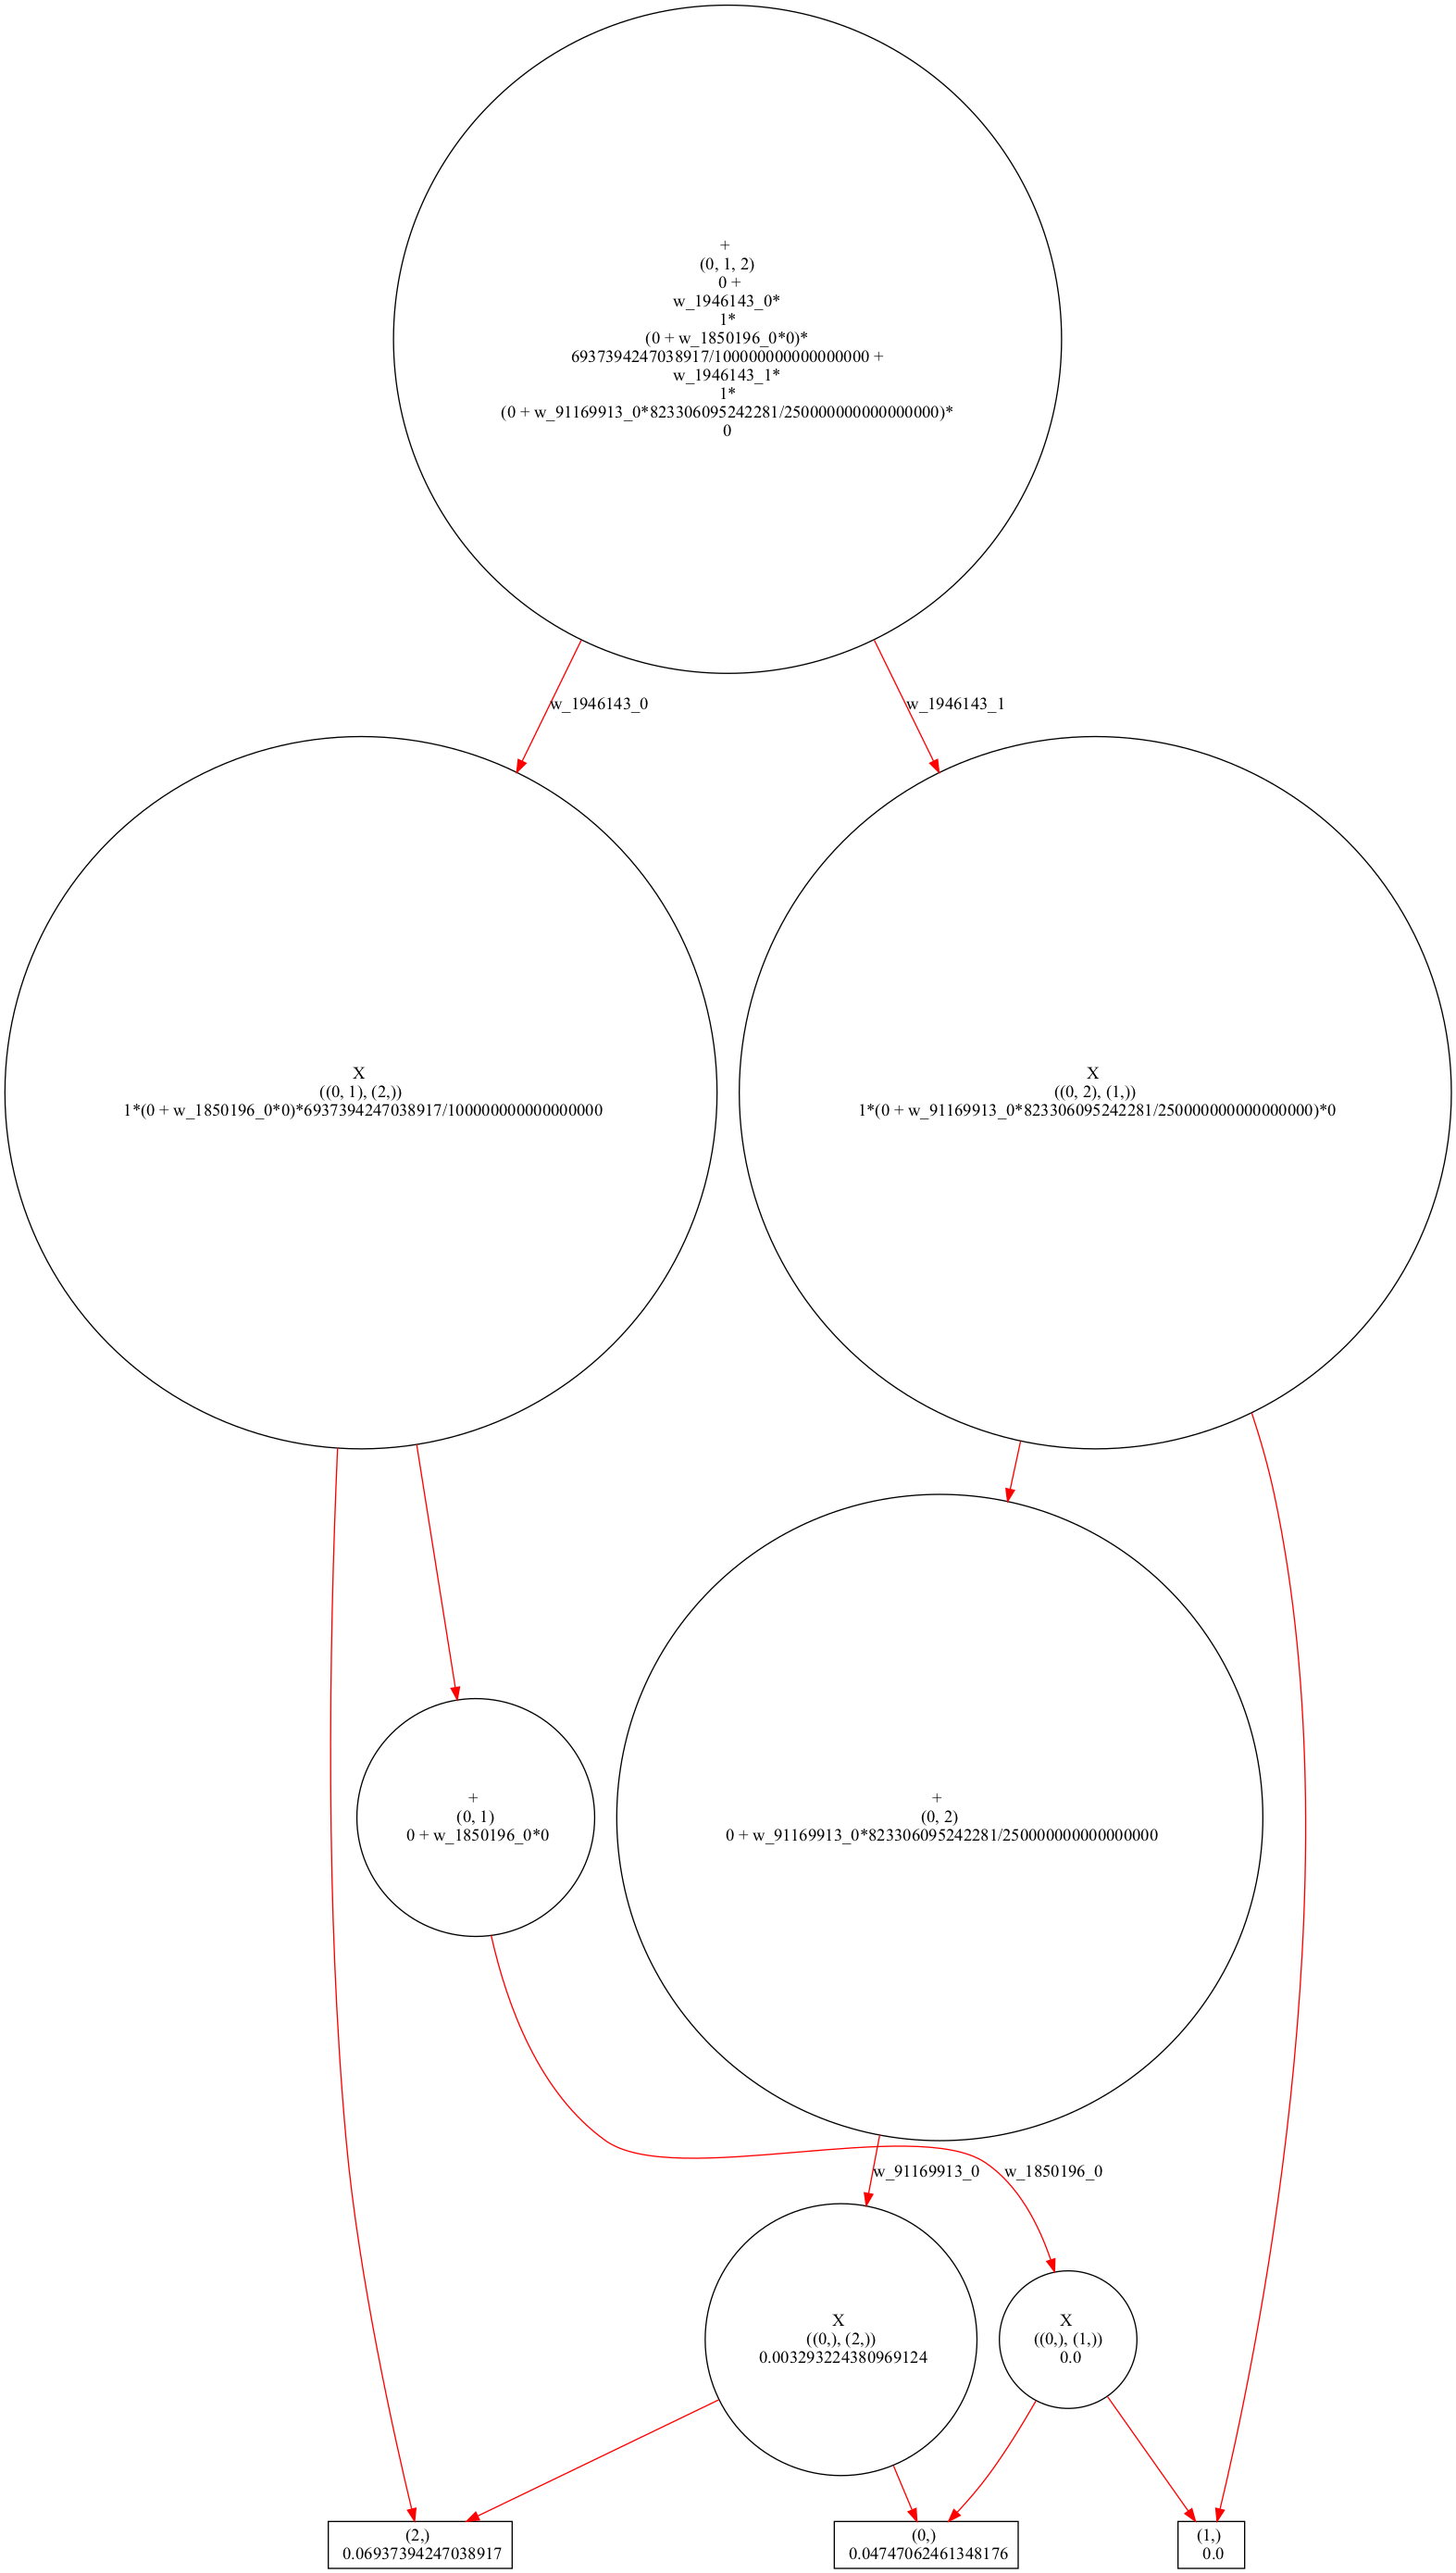 +
(0, 1, 2)
0 +
w_1946143_0*
1*
(0 + w_1850196_0*0)*
6937394247038917/100000000000000000 +
w_1946143_1*
1*
(0 + w_91169913_0*823306095242281/250000000000000000)*
0
w_1946143_0
w_1946143_1
X
((0, 1), (2,))
1*(0 + w_1850196_0*0)*6937394247038917/100000000000000000
X
((0, 2), (1,))
1*(0 + w_91169913_0*823306095242281/250000000000000000)*0
+
(0, 1)
0 + w_1850196_0*0
+
(0, 2)
0 + w_91169913_0*823306095242281/250000000000000000
w_91169913_0
w_1850196_0
X
((0,), (2,))
0.003293224380969124
X
((0,), (1,))
0.0
(2,)
0.06937394247038917
(0,)
0.04747062461348176
(1,)
0.0